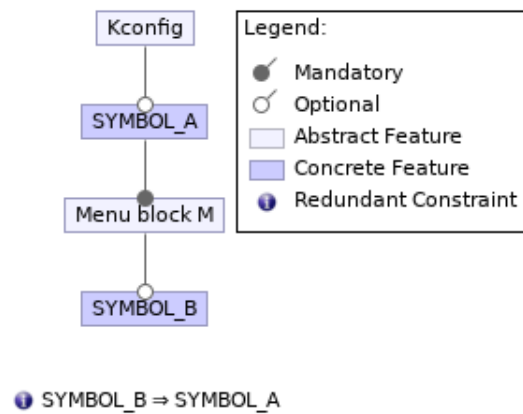 Kconfig
SYMBOL_A
Menu block M
SYMBOL_B
Legend:
Mandatory
Optional
Abstract Feature
Concrete Feature
Redundant Constraint
SYMBOL_B ⇒ SYMBOL_A